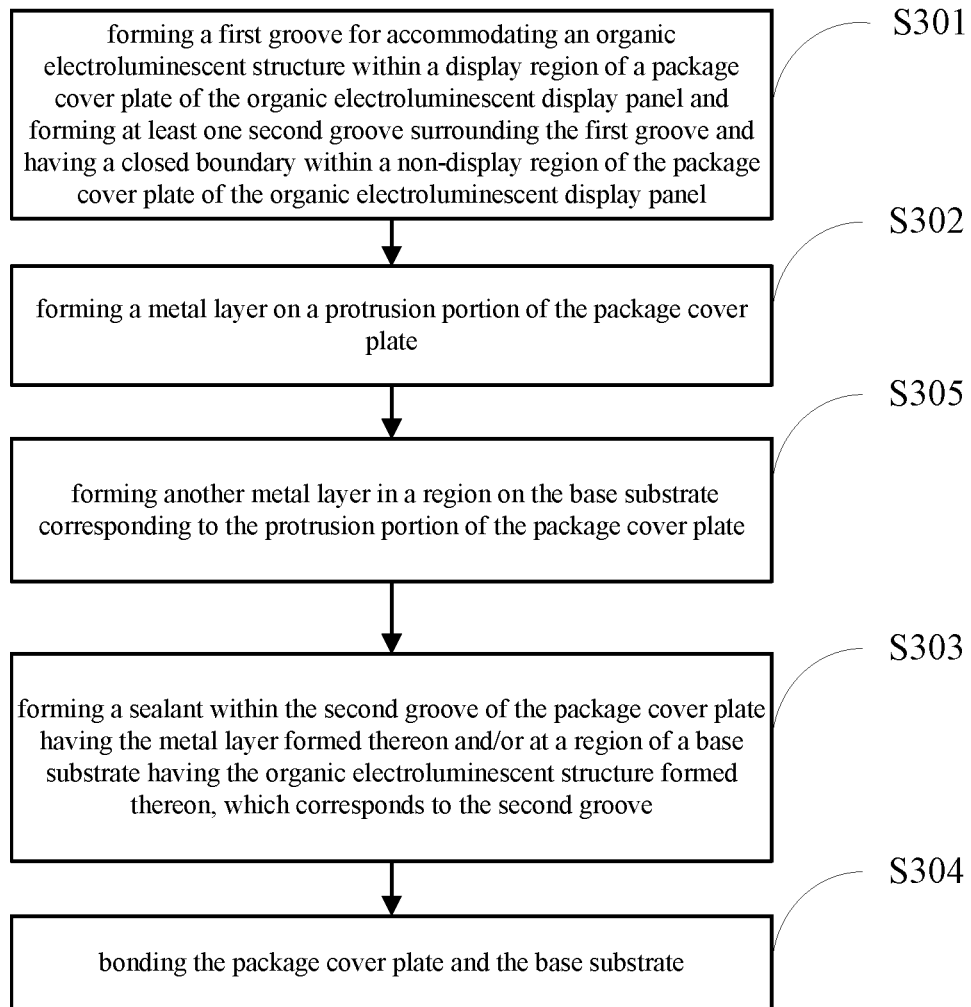 S301
forming a first groove for accommodating an organic
electroluminescent structure within a display region of a package
cover plate of the organic electroluminescent display panel and
forming at least one second groove surrounding the first groove and
having a closed boundary within a non-display region of the package
cover plate of the organic electroluminescent display panel
S302
forming a metal layer on a protrusion portion of the package cover
plate
S305
forming another metal layer in a region on the base substrate
corresponding to the protrusion portion of the package cover plate
S303
forming a sealant within the second groove of the package cover plate
having the metal layer formed thereon and/or at a region of a base
substrate having the organic electroluminescent structure formed
thereon, which corresponds to the second groove
S304
bonding the package cover plate and the base substrate